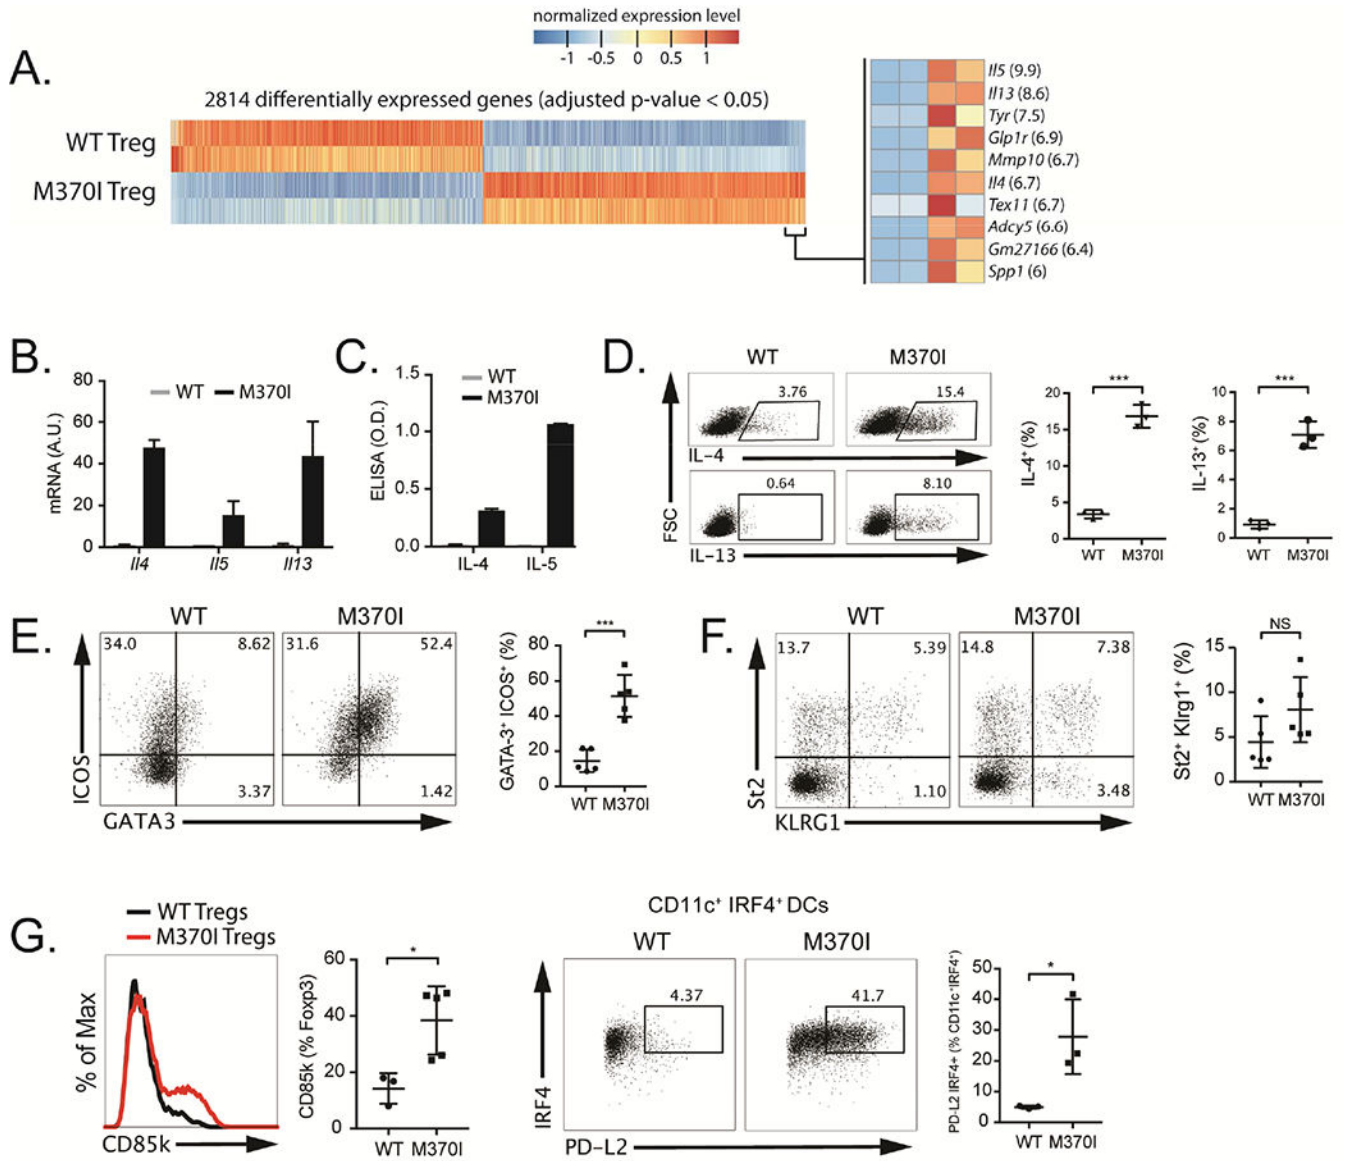 normalized expression level
-1 -0.5 0 0.5 1
A.
2814 differentially expressed genes (adjusted p-value < 0.05)
WT Treg
M370I Treg
Il5 (9.9)
Il13 (8.6)
Tyr (7.5)
Glp1r (6.9)
Mmp10 (6.7)
Il4 (6.7)
Tex11 (6.7)
Adcy5 (6.6)
Gm27166 (6.4)
Spp1 (6)
B.
WT M370I
mRNA (A.U.)
80
60
40
20
0
Il4 Il5 Il13
C.
WT
M370I
ELISA (O.D.)
1.5
1.0
0.5
0.0
IL-4 IL-5
D.
WT M370I
3.76 15.4
IL-4
0.64 8.10
FSC
IL-13
***
IL-4+ (%)
20
15
10
5
0
WT M370I
***
IL-13+ (%)
10
8
6
4
2
0
WT M370I
E.
WT M370I
34.0 8.62 31.6 52.4
3.37 1.42
ICOS
GATA3
***
GATA-3+ ICOS+ (%)
80
60
40
20
0
WT M370I
F.
WT M370I
13.7 5.39 14.8 7.38
1.10 3.48
St2
KLRG1
NS
St2+ Klrg1+ (%)
15
10
5
0
WT M370I
G.
WT Tregs
M370I Tregs
% of Max
CD85k
*
CD85k (% Foxp3)
60
40
20
0
WT M370I
CD11c+ IRF4+ DCs
WT M370I
4.37 41.7
IRF4
PD-L2
*
PD-L2 IRF4+ (% CD11c+IRF4+)
50
40
30
20
10
0
WT M370I